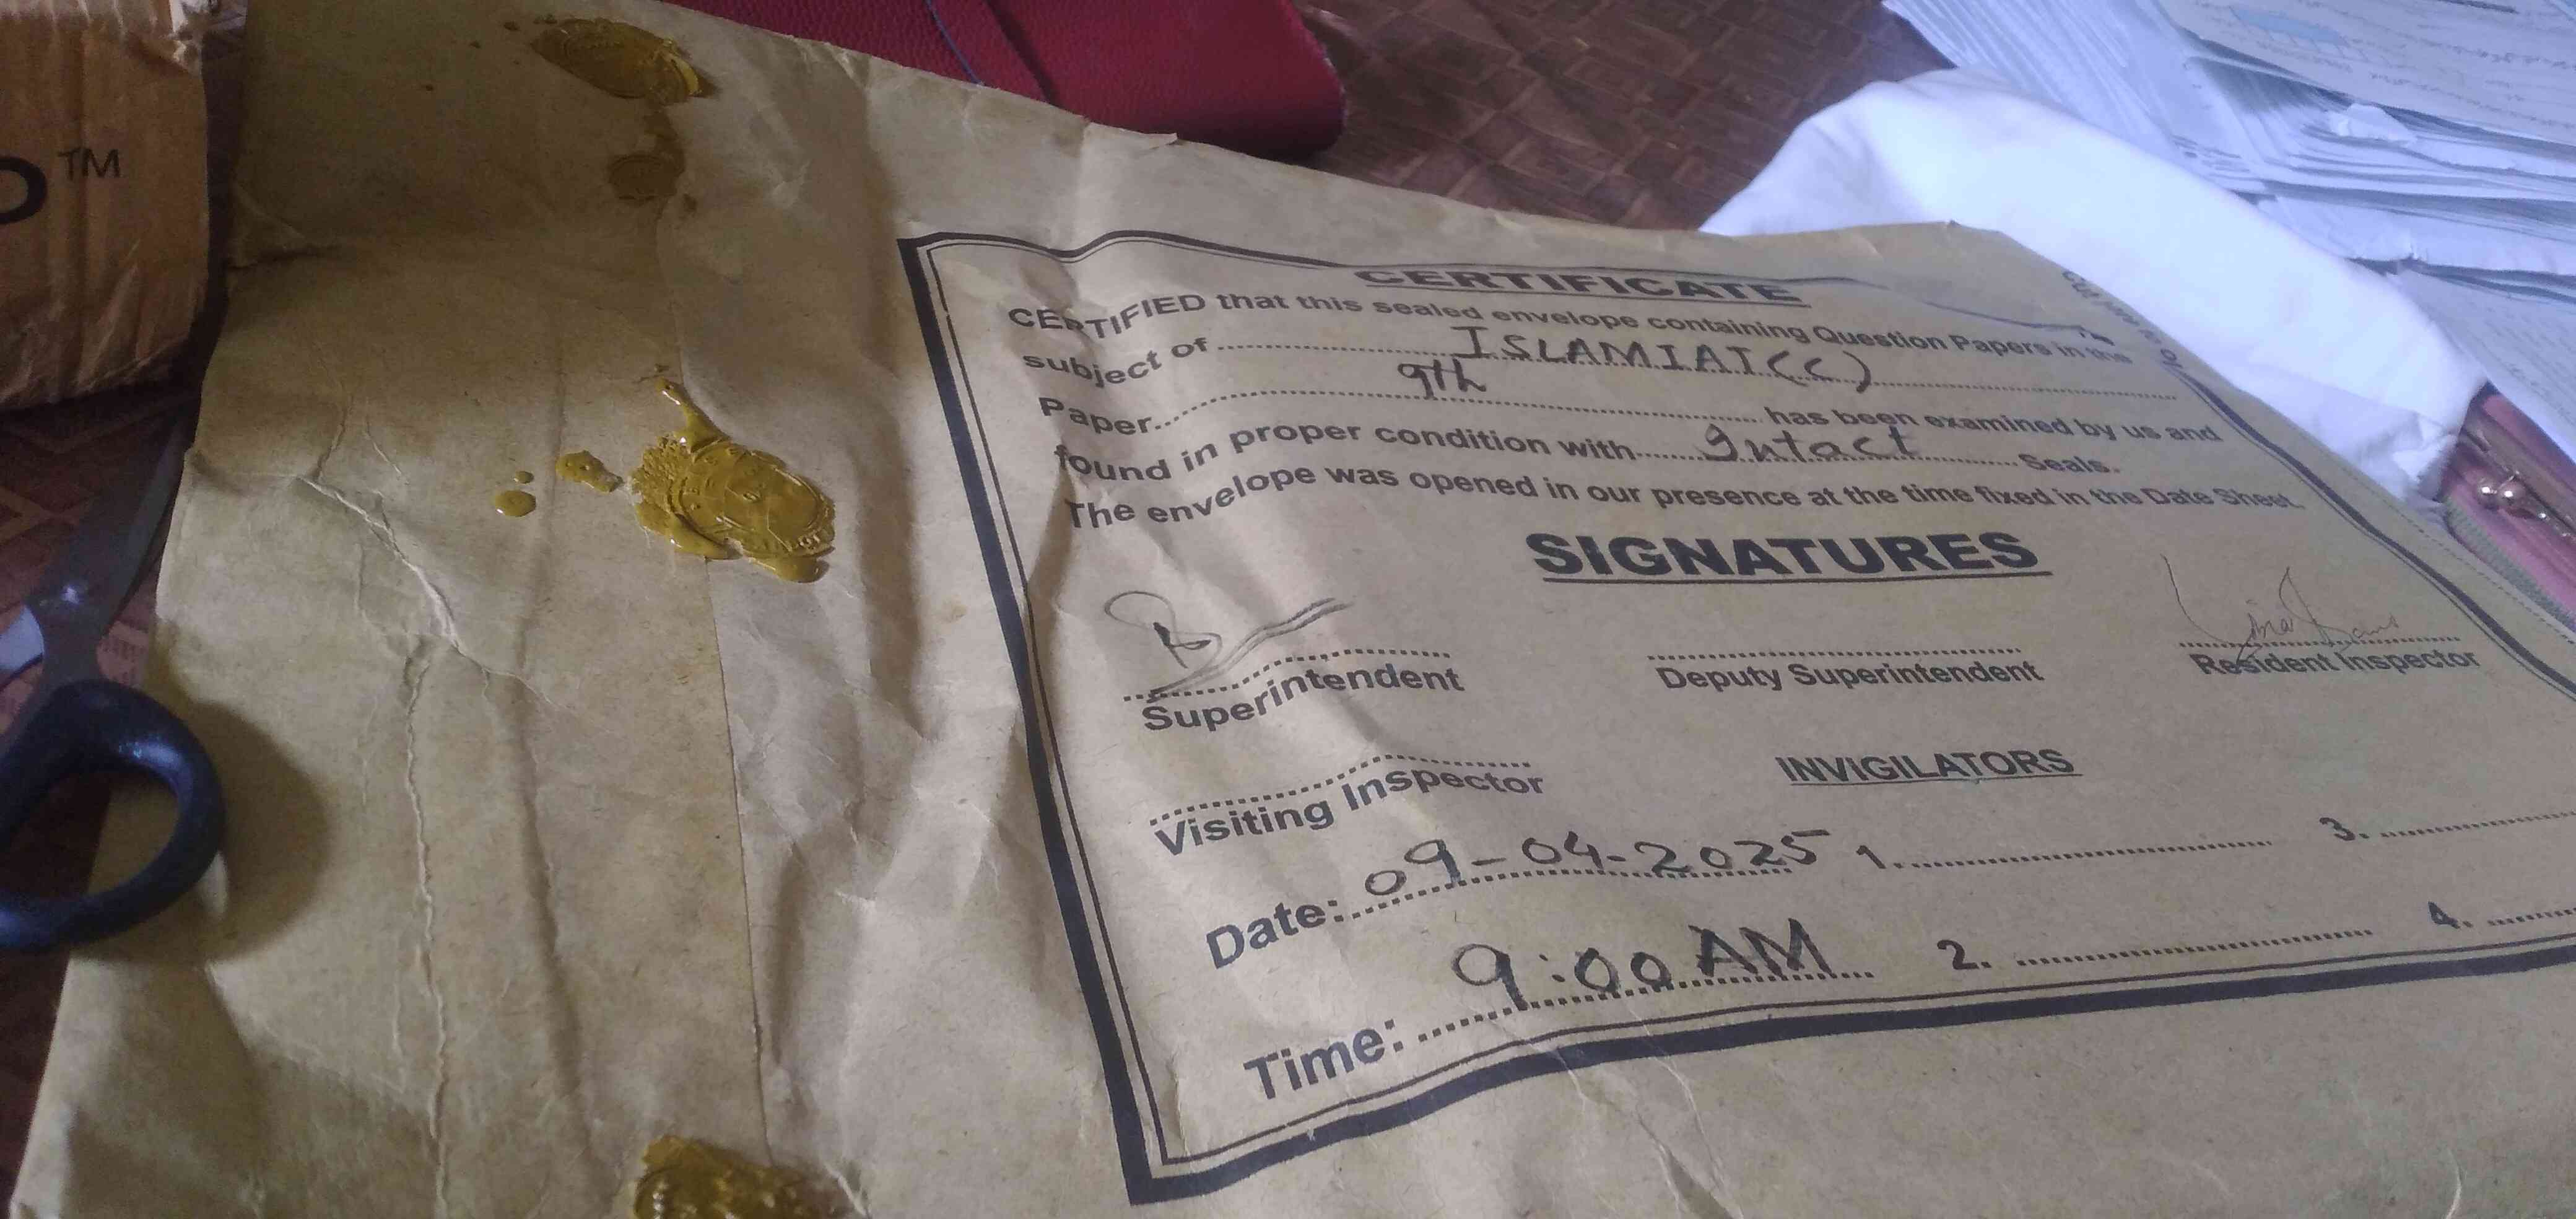 TM
CERTIFICATE
CERTIFIED that this sealed envelope containing Question Papers in the
subject of ISLAMIAT (C)
Paper 9th has been examined by us and
found in proper condition with Intact Seals.
The envelope was opened in our presence at the time fixed in the Date Sheet.
SIGNATURES
Superintendent
Deputy Superintendent
Resident Inspector
Visiting Inspector
INVIGILATORS
Date: 09-04-2025 1. 3.
Time: 9:00 AM 2. 4.